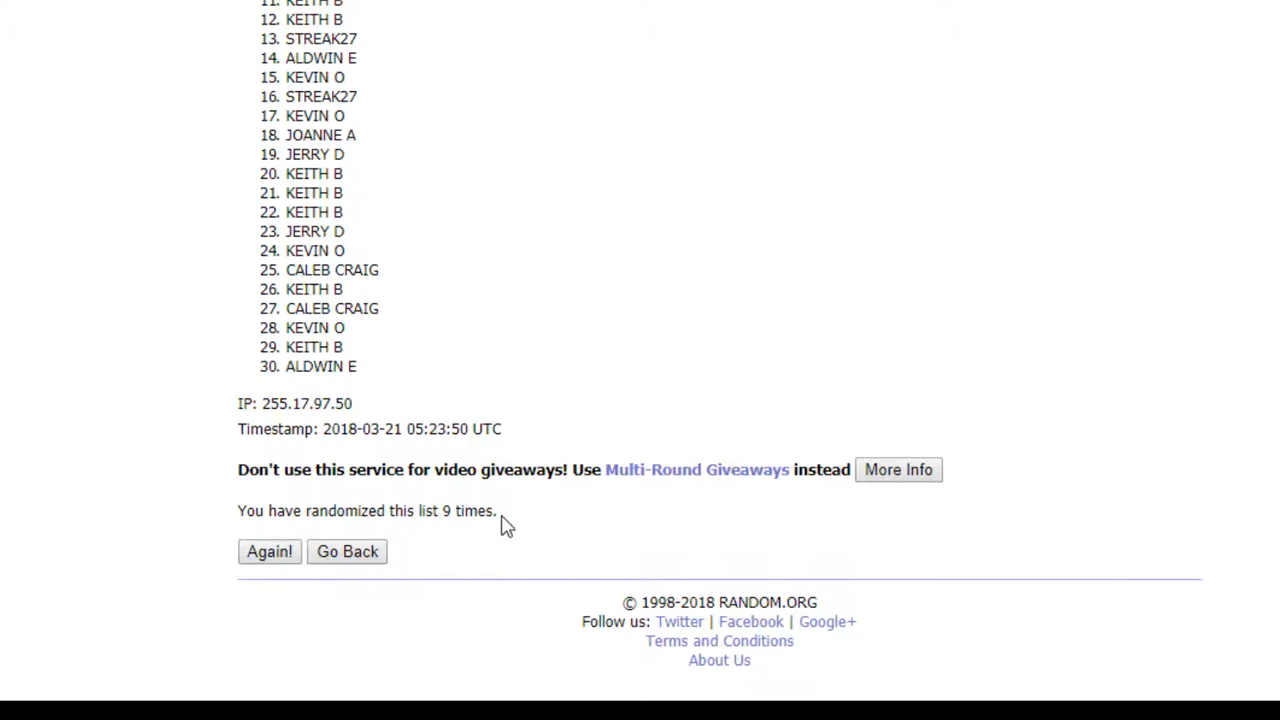 11. KEITH B
12. KEITH B
13. STREAK27
14. ALDWIN E
15. KEVIN O
16. STREAK27
17. KEVIN O
18. JOANNE A
19. JERRY D
20. KEITH B
21. KEITH B
22. KEITH B
23. JERRY D
24. KEVIN O
25. CALEB CRAIG
26. KEITH B
27. CALEB CRAIG
28. KEVIN O
29. KEITH B
30. ALDWIN E
IP: 255.17.97.50
Timestamp: 2018-03-21 05:23:50 UTC
Don't use this service for video giveaways! Use Multi-Round Giveaways instead More Info
You have randomized this list 9 times.
Again! Go Back
© 1998-2018 RANDOM.ORG
Follow us: Twitter | Facebook | Google+
Terms and Conditions
About Us